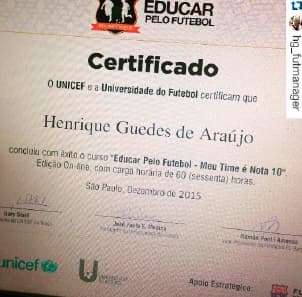 EDUCAR
PELO FUTEBOL
Certificado
O UNICEF e a Universidade do Futebol certificam que
Henrique Guedes de Araújo
concluiu com êxito o curso "Educar Pelo Futebol - Meu Time é Nota 10".
Edição On-line, com carga horária de 60 (sessenta) horas.
São Paulo, Dezembro de 2015
unicef
U
Apoio Estratégico:
hg_futmanager